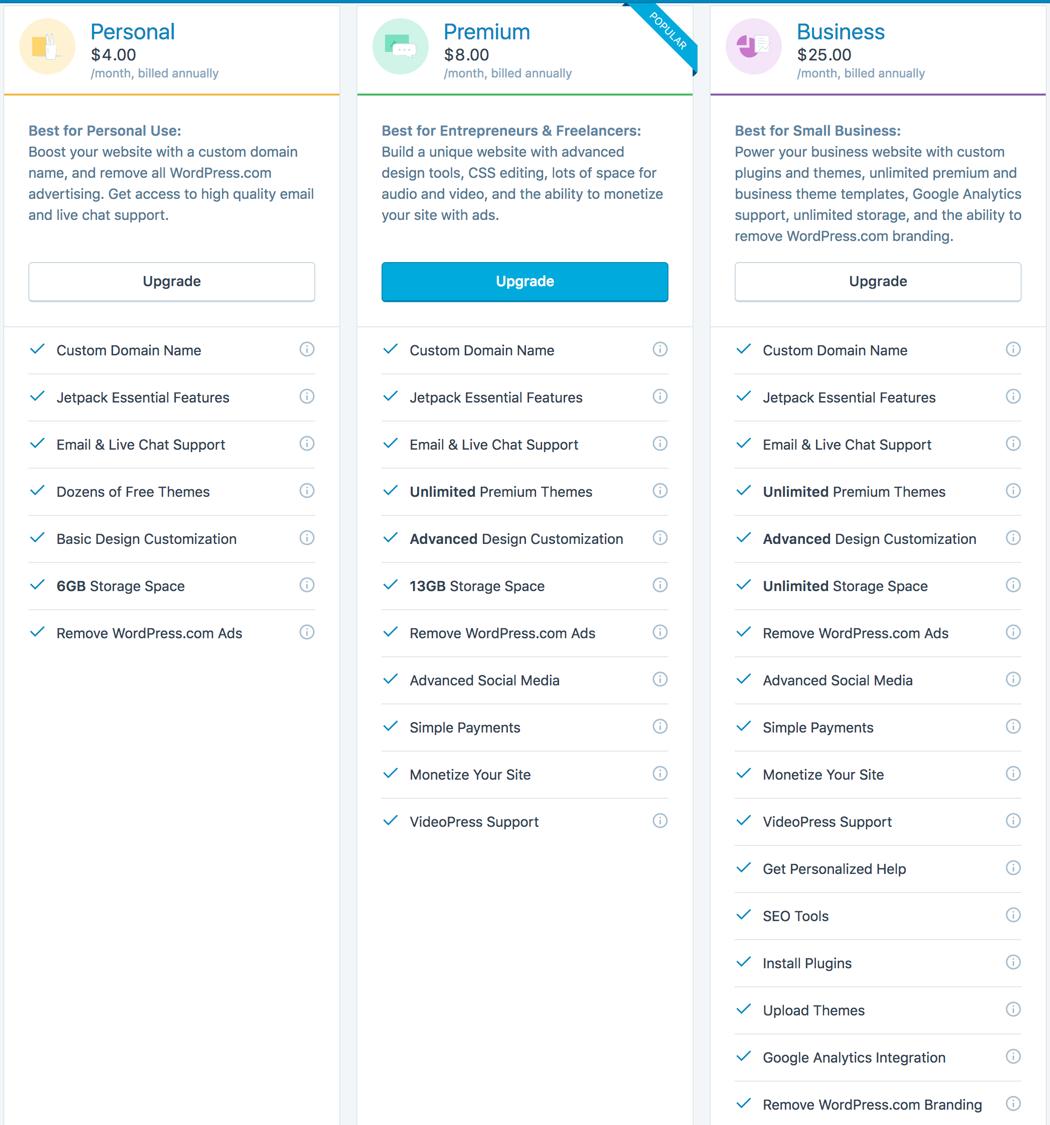 Personal
$4.00
/month, billed annually
Best for Personal Use:
Boost your website with a custom domain
name, and remove all WordPress.com
advertising. Get access to high quality email
and live chat support.
Upgrade
Custom Domain Name
Jetpack Essential Features
Email & Live Chat Support
Dozens of Free Themes
Basic Design Customization
6GB Storage Space
Remove WordPress.com Ads
Premium
$8.00
/month, billed annually
POPULAR
Best for Entrepreneurs & Freelancers:
Build a unique website with advanced
design tools, CSS editing, lots of space for
audio and video, and the ability to monetize
your site with ads.
Upgrade
Custom Domain Name
Jetpack Essential Features
Email & Live Chat Support
Unlimited Premium Themes
Advanced Design Customization
13GB Storage Space
Remove WordPress.com Ads
Advanced Social Media
Simple Payments
Monetize Your Site
VideoPress Support
Business
$25.00
/month, billed annually
Best for Small Business:
Power your business website with custom
plugins and themes, unlimited premium and
business theme templates, Google Analytics
support, unlimited storage, and the ability to
remove WordPress.com branding.
Upgrade
Custom Domain Name
Jetpack Essential Features
Email & Live Chat Support
Unlimited Premium Themes
Advanced Design Customization
Unlimited Storage Space
Remove WordPress.com Ads
Advanced Social Media
Simple Payments
Monetize Your Site
VideoPress Support
Get Personalized Help
SEO Tools
Install Plugins
Upload Themes
Google Analytics Integration
Remove WordPress.com Branding